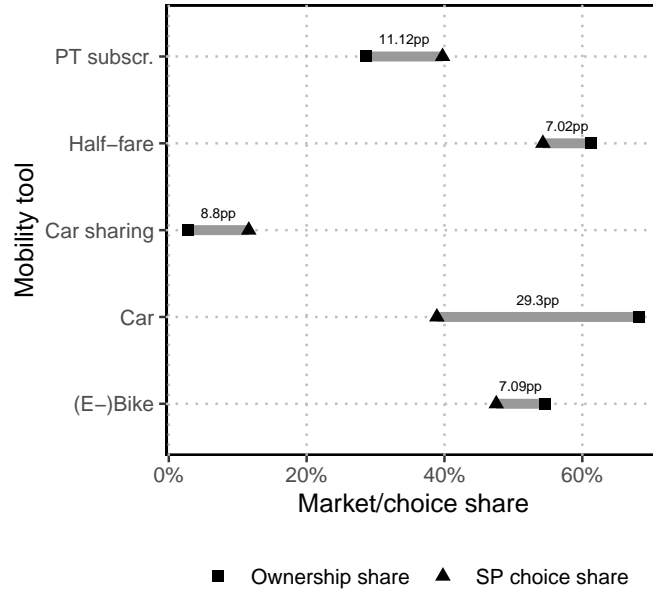 11.12pp
PT subscr.
7.02pp
Half−fare
8.8pp
Car sharing
29.3pp
Car
7.09pp
(E−)Bike
Mobility tool
0% 20% 40% 60%
Market/choice share
Ownership share SP choice share